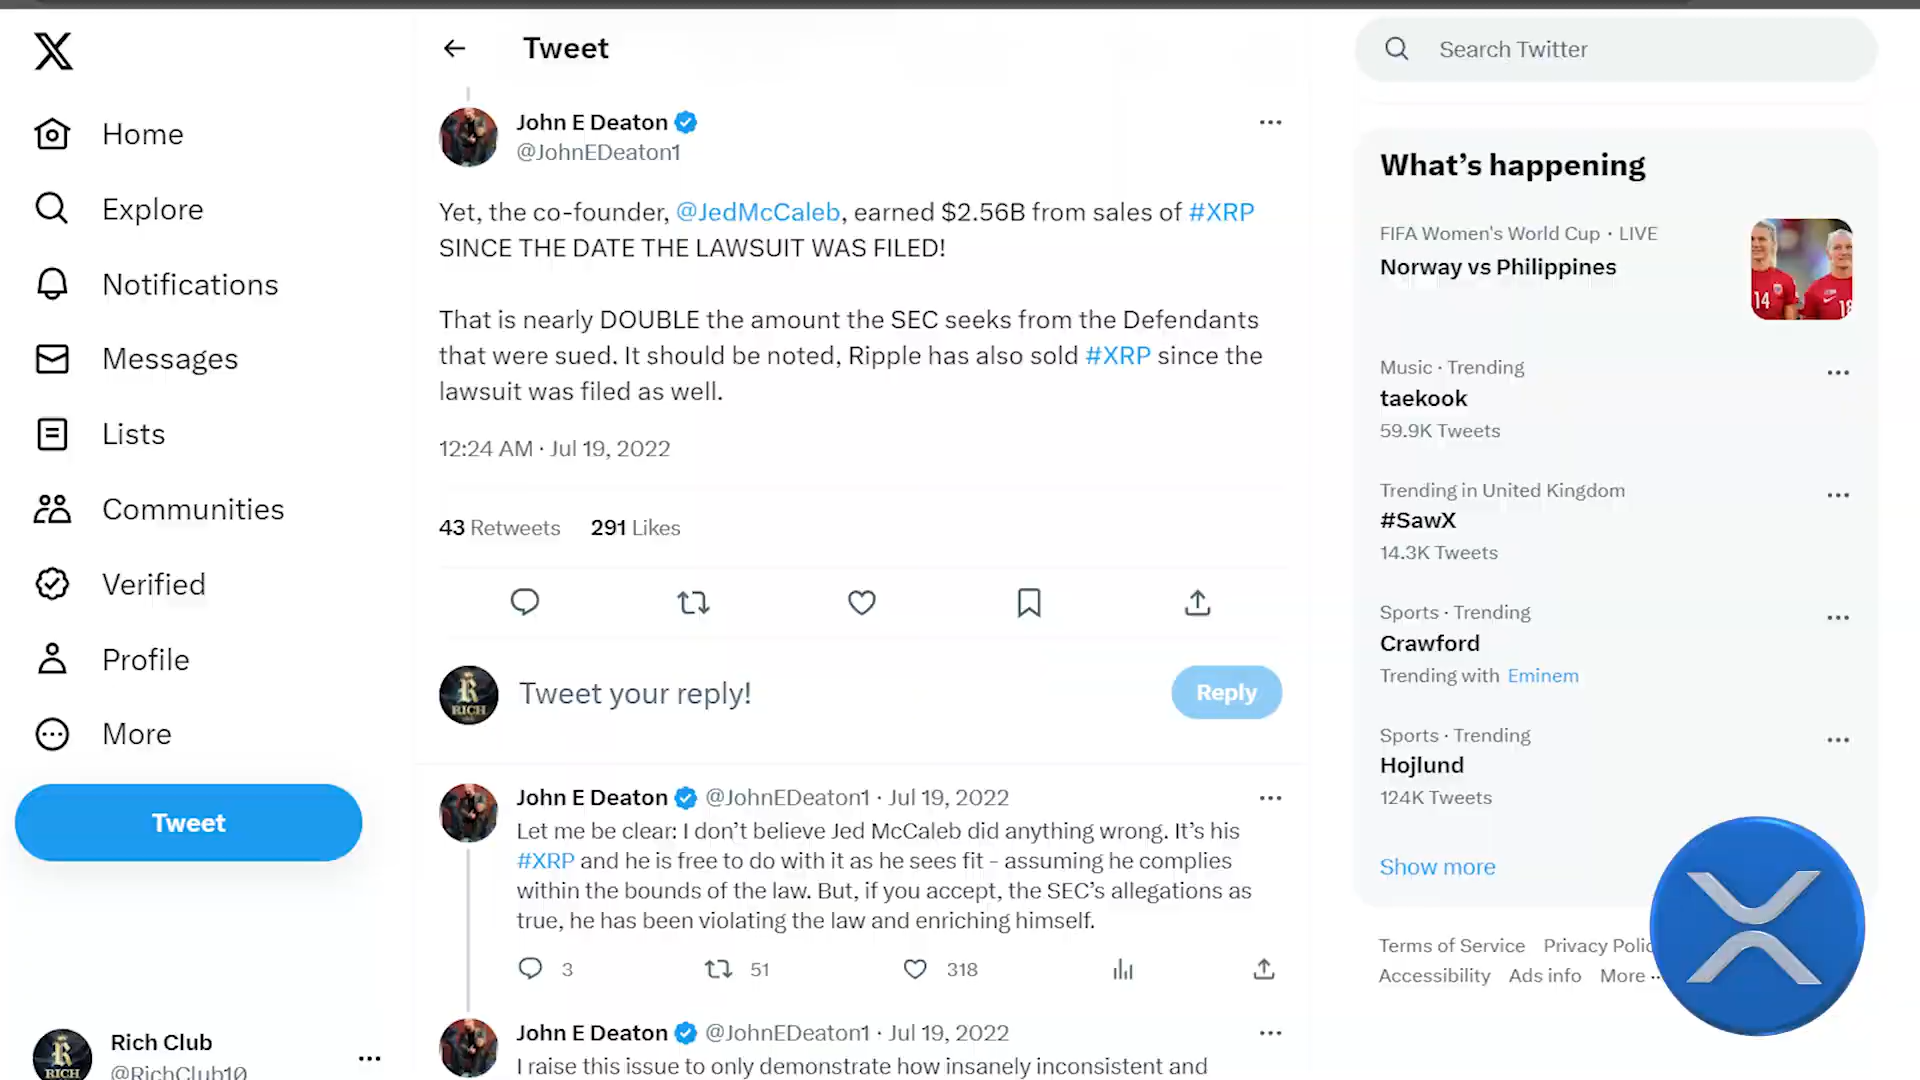 Home
Explore
Notifications
Messages
Lists
Communities
Verified
Profile
More
Tweet
Rich Club
@RichClub10
Tweet
John E Deaton
@JohnEDeaton1
Yet, the co-founder, @JedMcCaleb, earned $2.56B from sales of #XRP
SINCE THE DATE THE LAWSUIT WAS FILED!
That is nearly DOUBLE the amount the SEC seeks from the Defendants
that were sued. It should be noted, Ripple has also sold #XRP since the
lawsuit was filed as well.
12:24 AM · Jul 19, 2022
43 Retweets 291 Likes
RICH
Tweet your reply!
Reply
John E Deaton @JohnEDeaton1 · Jul 19, 2022
Let me be clear: I don’t believe Jed McCaleb did anything wrong. It’s his
#XRP and he is free to do with it as he sees fit - assuming he complies
within the bounds of the law. But, if you accept, the SEC’s allegations as
true, he has been violating the law and enriching himself.
3 51 318
John E Deaton @JohnEDeaton1 · Jul 19, 2022
I raise this issue to only demonstrate how insanely inconsistent and
Search Twitter
What’s happening
FIFA Women's World Cup · LIVE
Norway vs Philippines
14
18
Music · Trending
taekook
59.9K Tweets
Trending in United Kingdom
#SawX
14.3K Tweets
Sports · Trending
Crawford
Trending with Eminem
Sports · Trending
Hojlund
124K Tweets
Show more
Terms of Service Privacy Polic
Accessibility Ads info More ··
RICH